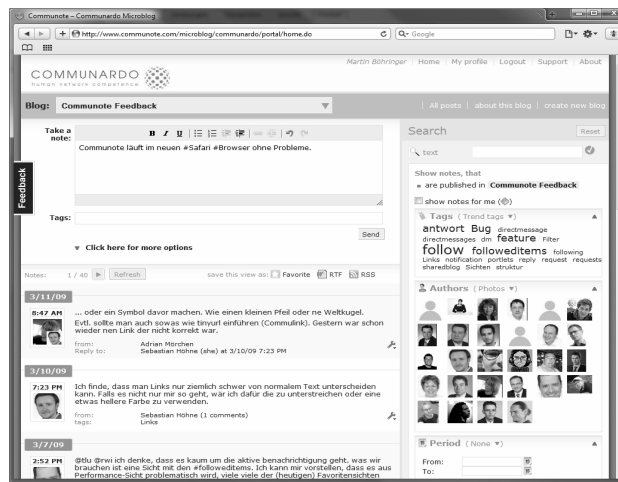 Communote – Communardo Microblog
http://www.communote.com/microblog/communardo/portal/home.do
Google
Martin Böhringer | Home | My profile | Logout | Support | About
COMMUNARDO
human network competence
Blog: Communote Feedback
All posts | about this blog | create new blog
Feedback
Take a note:
B I U
Communote läuft im neuen #Safari #Browser ohne Probleme.
Tags:
Send
Click here for more options
Notes: 1 / 40 Refresh save this view as: Favorite RTF RSS
3/11/09
8:47 AM
... oder ein Symbol davor machen. Wie einen kleinen Pfeil oder ne Weltkugel.
Evtl. sollte man auch sowas wie tinyurl einführen (Commulink). Gestern war schon
wieder nen Link der nicht korrekt war.
from: Adrian Mörchen
Reply to: Sebastian Höhne (she) at 3/10/09 7:23 PM
3/10/09
7:23 PM
Ich finde, dass man Links nur ziemlich schwer von normalem Text unterscheiden
kann. Falls es nicht nur mir so geht, wär ich dafür die zu unterstreichen oder eine
etwas hellere Farbe zu verwenden.
from: Sebastian Höhne (1 comments)
tags: Links
3/7/09
2:52 PM
@tlu @rwi ich denke, dass es kaum um die aktive benachrichtigung geht. was wir
brauchen ist eine Sicht mit den #followeditems. Ich kann mir vorstellen, dass es aus
Performance-Sicht problematisch wird, viele viele der (heutigen) Favoritensichten
Search
Reset
text
Show notes, that
are published in Communote Feedback
show notes for me (@)
Tags ( Trend tags ▼)
antwort Bug directmessage
directmessages dm feature Filter
follow followeditems following
Links notification portlets reply request requests
sharedblog Sichten struktur
Authors ( Photos ▼)
Period ( None ▼)
From:
To: